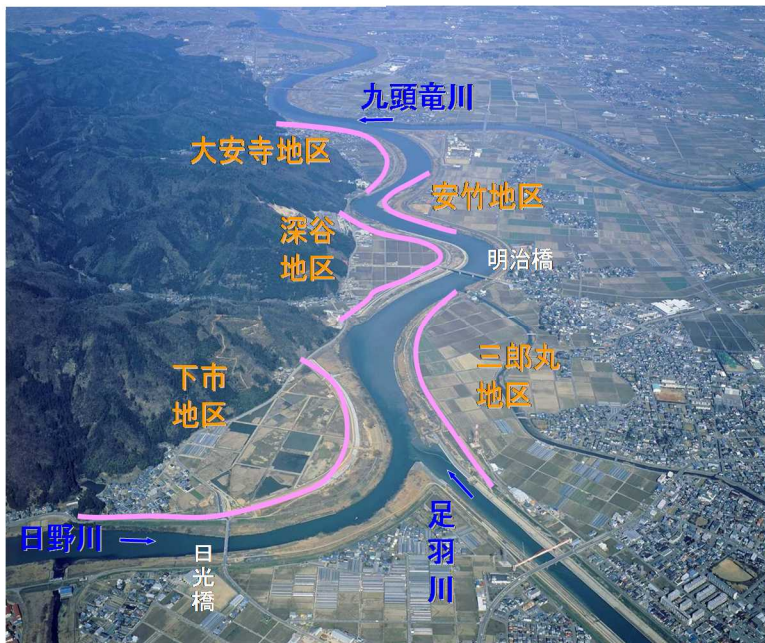 九頭竜川
大安寺地区
安竹地区
深谷
地区
明治橋
三郎丸
地区
下市
地区
足羽川
日野川
日光橋